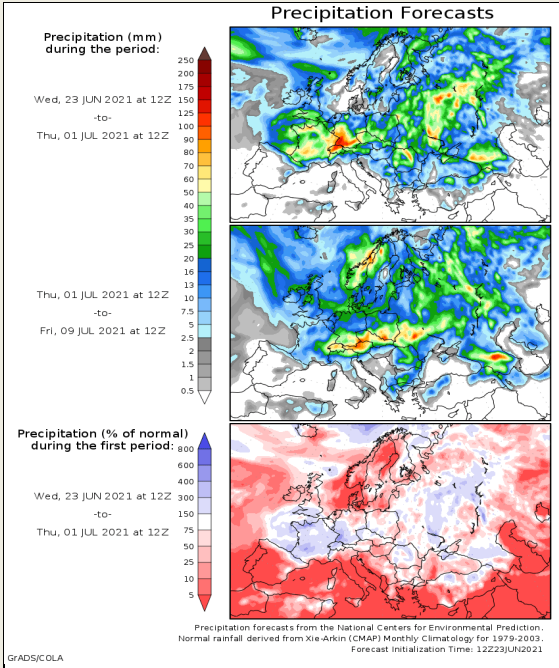 Precipitation Forecasts
Precipitation (mm)
during the period:
Wed, 23 JUN 2021 at 12Z
-to-
Thu, 01 JUL 2021 at 12Z
250
200
175
150
125
100
90
80
70
60
50
40
35
30
25
20
16
13
10
7.5
5
2.5
2
1.5
1
0.5
Thu, 01 JUL 2021 at 12Z
-to-
Fri, 09 JUL 2021 at 12Z
Precipitation (% of normal)
during the first period:
Wed, 23 JUN 2021 at 12Z
-to-
Thu, 01 JUL 2021 at 12Z
800
600
400
300
150
75
50
25
10
5
Precipitation forecasts from the National Centers for Environmental Prediction.
Normal rainfall derived from Xie-Arkin (CMAP) Monthly Climatology for 1979-2003.
Forecast Initialization Time: 12Z23JUN2021
GrADS/COLA